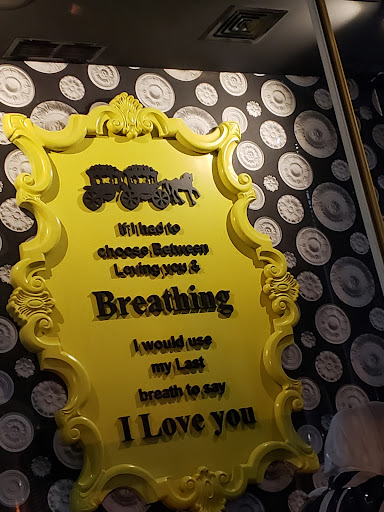 If I had to
choose Between
Loving you &
Breathing
I would use
my Last
breath to say
I Love you